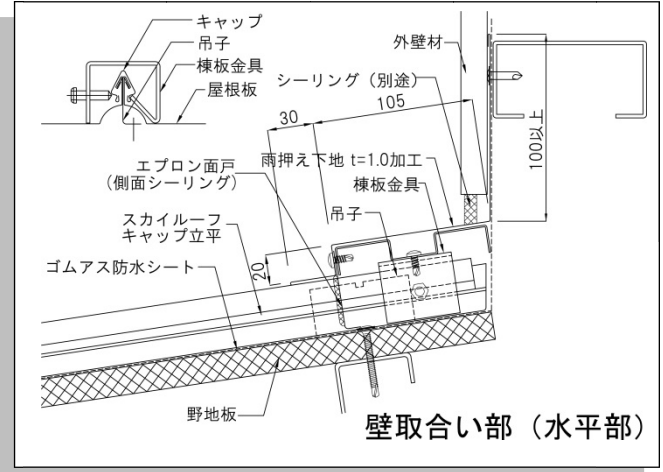 キャップ
吊子
棟板金具
屋根板
外壁材
シーリング（別途）
30
105
100以上
エプロン面戸
（側面シーリング）
雨押え下地 t=1.0加工
棟板金具
吊子
スカイルーフ
キャップ立平
ゴムアス防水シート
20
野地板
壁取合い部（水平部）